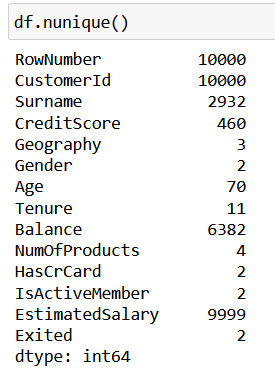 df.nunique()
RowNumber 10000
CustomerId 10000
Surname 2932
CreditScore 460
Geography 3
Gender 2
Age 70
Tenure 11
Balance 6382
NumOfProducts 4
HasCrCard 2
IsActiveMember 2
EstimatedSalary 9999
Exited 2
dtype: int64